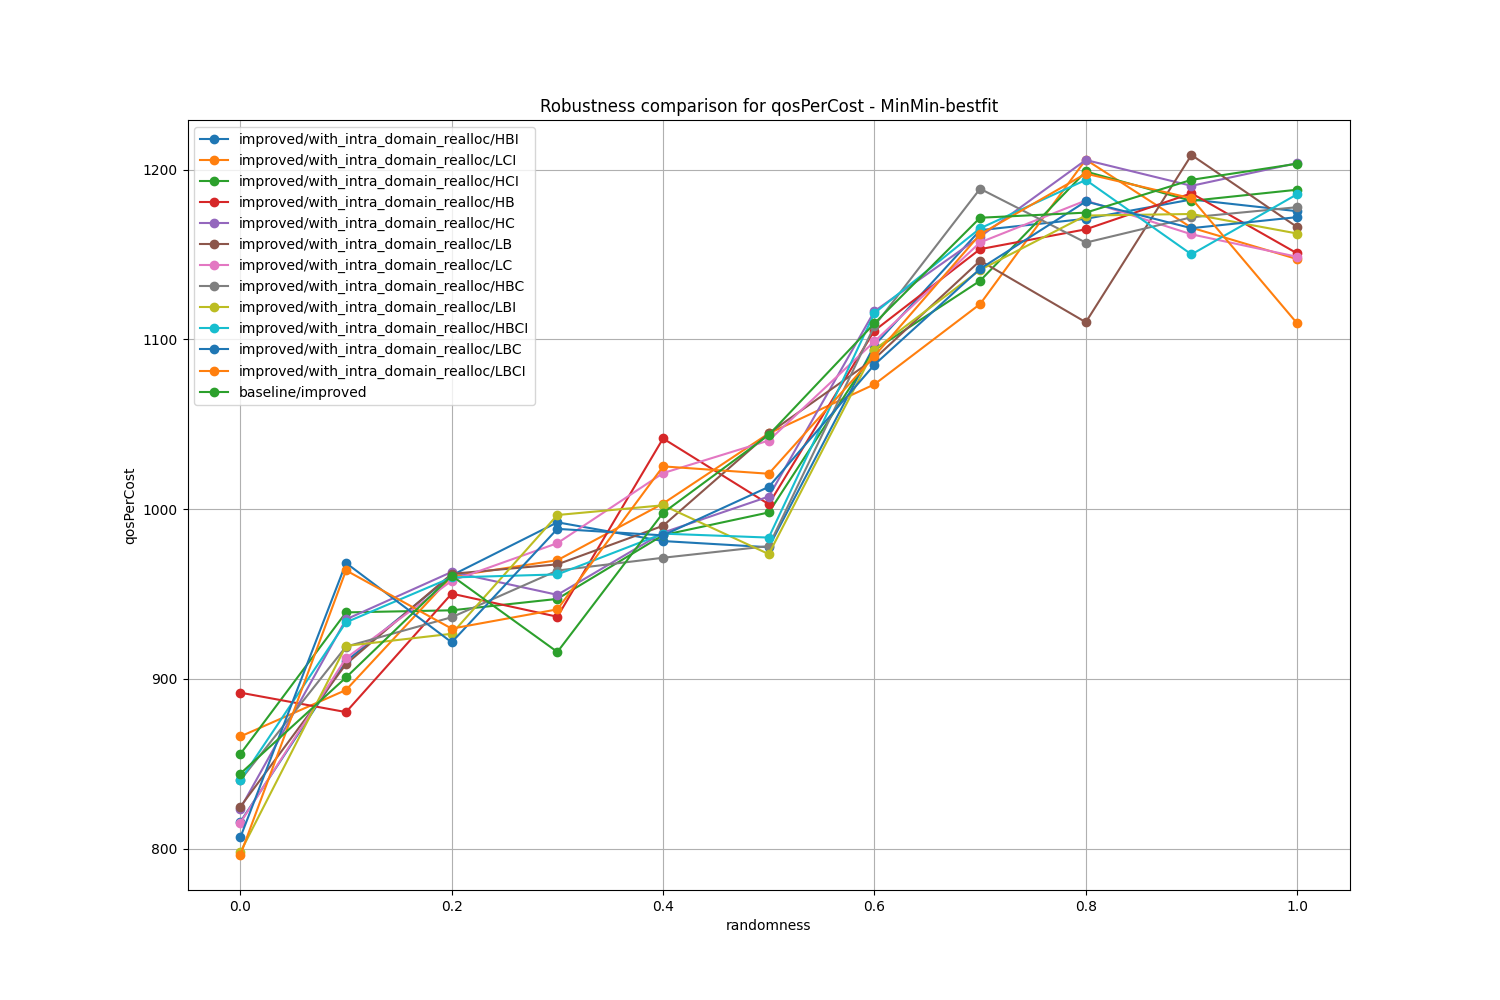 Robustness comparison for qosPerCost - MinMin-bestfit
improved/with_intra_domain_realloc/HBI
improved/with_intra_domain_realloc/LCI
improved/with_intra_domain_realloc/HCI
improved/with_intra_domain_realloc/HB
improved/with_intra_domain_realloc/HC
improved/with_intra_domain_realloc/LB
improved/with_intra_domain_realloc/LC
improved/with_intra_domain_realloc/HBC
improved/with_intra_domain_realloc/LBI
improved/with_intra_domain_realloc/HBCI
improved/with_intra_domain_realloc/LBC
improved/with_intra_domain_realloc/LBCI
baseline/improved
1200
1100
1000
900
800
qosPerCost
0.0 0.2 0.4 0.6 0.8 1.0
randomness